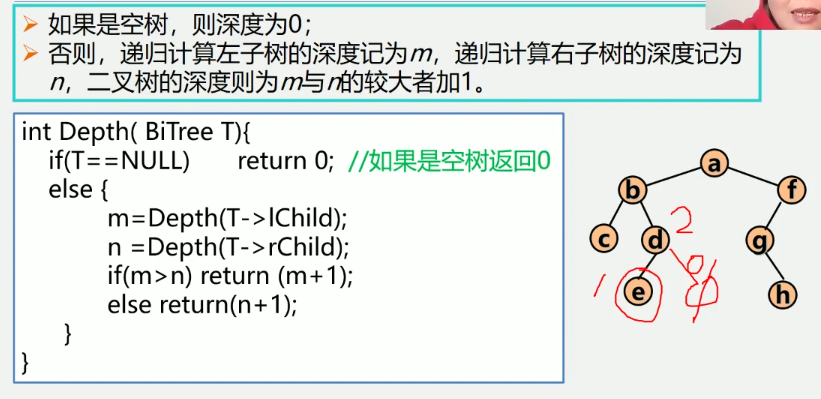 如果是空树，则深度为0；
否则，递归计算左子树的深度记为m，递归计算右子树的深度记为
n，二叉树的深度则为m与n的较大者加1。
int Depth( BiTree T){
if(T==NULL) return 0; //如果是空树返回0
else {
m=Depth(T->lChild);
n =Depth(T->rChild);
if(m>n) return (m+1);
else return(n+1);
}
}
a
b f
c d 2 g
1 e 0 h